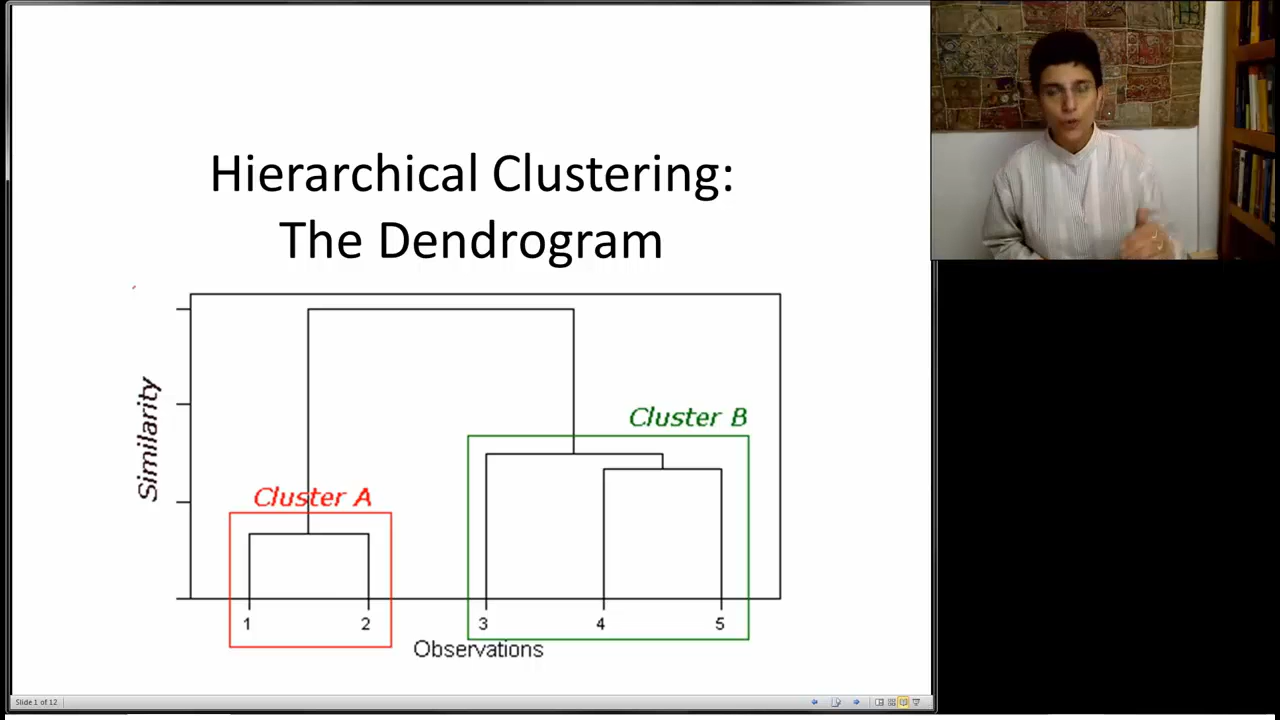 Hierarchical Clustering:
The Dendrogram
Similarity
Cluster B
Cluster A
1 2 3 4 5
Observations
Slide 1 of 12